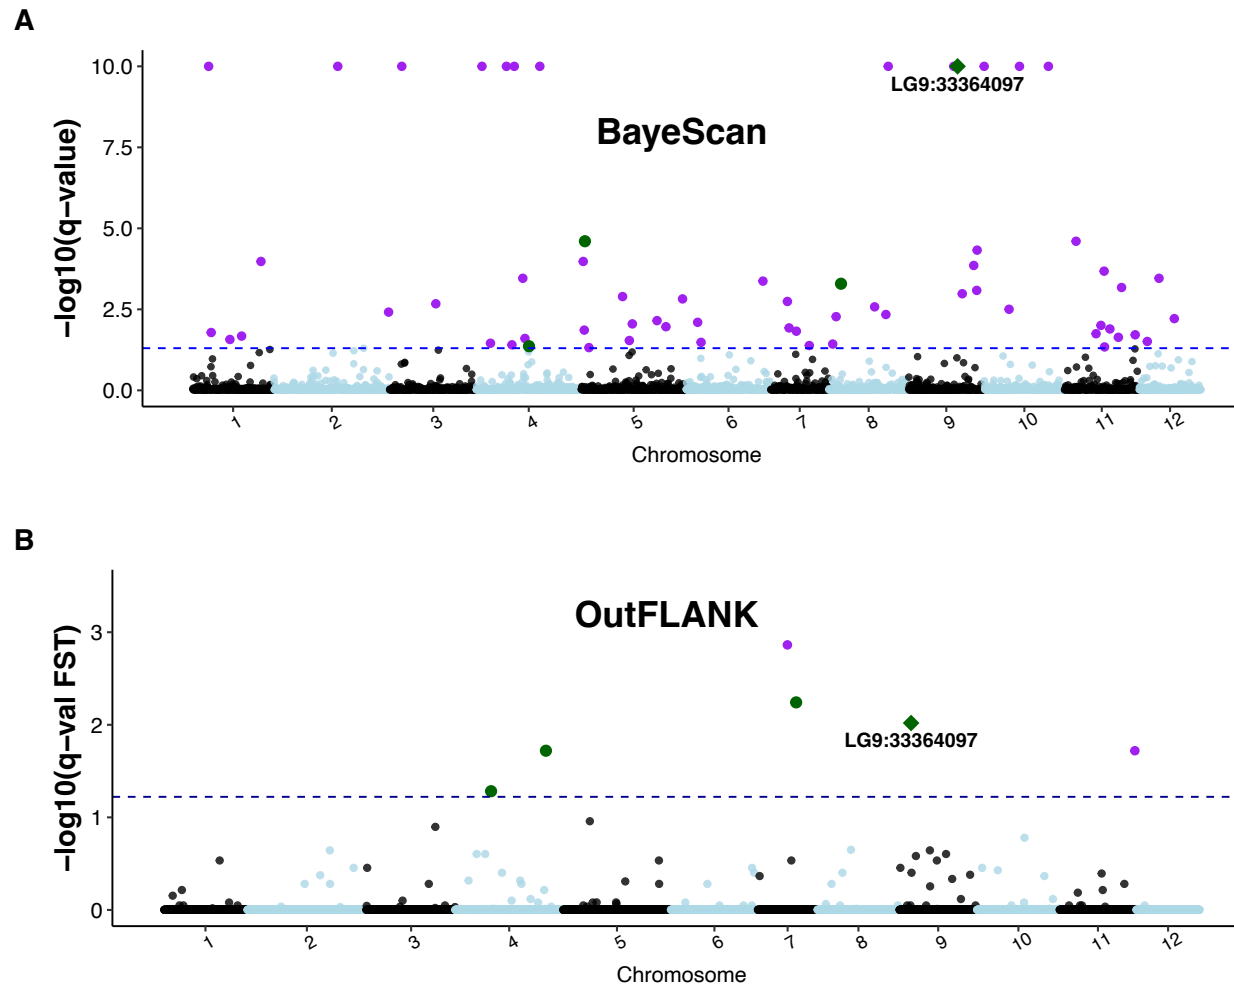 A
BayeScan
LG9:33364097
−log10(q−value)
10.0
7.5
5.0
2.5
0.0
1 2 3 4 5 6 7 8 9 10 11 12
Chromosome
B
OutFLANK
LG9:33364097
−log10(q−val FST)
3
2
1
0
1 2 3 4 5 6 7 8 9 10 11 12
Chromosome